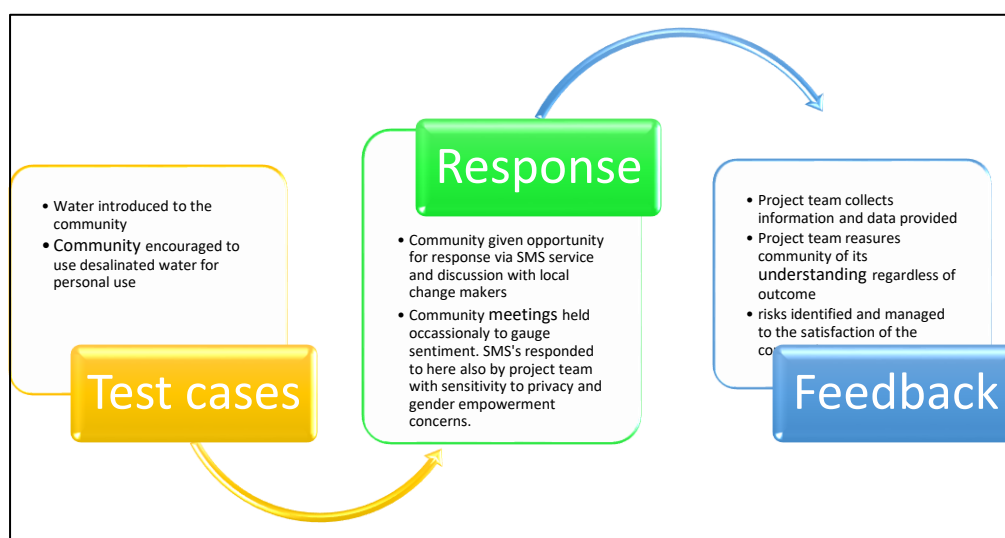 • Water introduced to the
community
• Community encouraged to
use desalinated water for
personal use
Test cases
Response
• Community given opportunity
for response via SMS service
and discussion with local
change makers
• Community meetings held
occassionaly to gauge
sentiment. SMS's responded
to here also by project team
with sensitivity to privacy and
gender empowerment
concerns.
• Project team collects
information and data provided
• Project team reasures
community of its
understanding regardless of
outcome
• risks identified and managed
to the satisfaction of the
Feedback